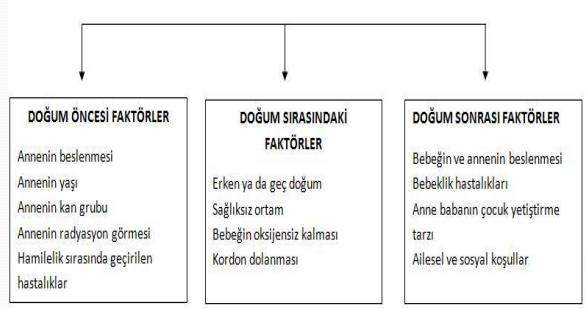 DOĞUM ÖNCESİ FAKTÖRLER
Annenin beslenmesi
Annenin yaşı
Annenin kan grubu
Annenin radyasyon görmesi
Hamilelik sırasında geçirilen
hastalıklar
DOĞUM SIRASINDAKİ
FAKTÖRLER
Erken ya da geç doğum
Sağlıksız ortam
Bebeğin oksijensiz kalması
Kordon dolanması
DOĞUM SONRASI FAKTÖRLER
Bebeğin ve annenin beslenmesi
Bebeklik hastalıkları
Anne babanın çocuk yetiştirme
tarzı
Ailesel ve sosyal koşullar